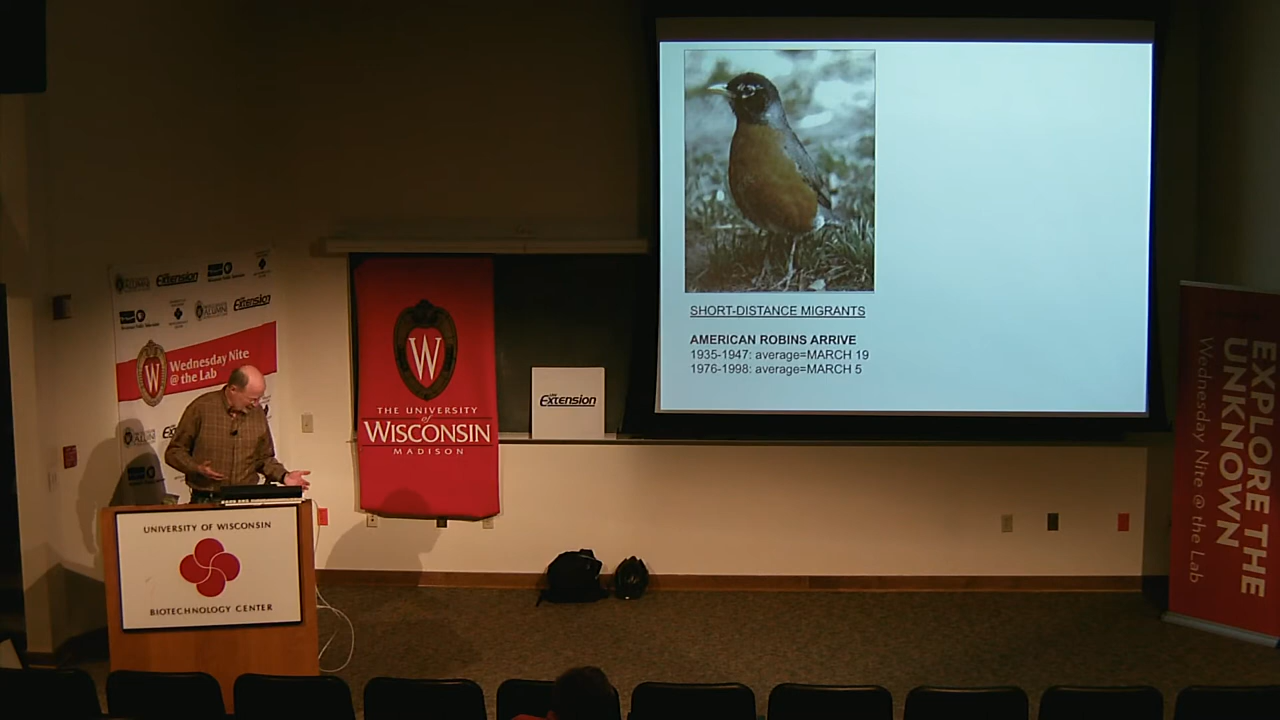 SHORT-DISTANCE MIGRANTS
AMERICAN ROBINS ARRIVE
1935-1947: average=MARCH 19
1976-1998: average=MARCH 5
Extension
Extension
Wednesday Nite
@ the Lab
W
THE UNIVERSITY
of
WISCONSIN
MADISON
Extension
UNIVERSITY OF WISCONSIN
BIOTECHNOLOGY CENTER
EXPLORE THE
UNKNOWN
Wednesday Nite @ the Lab